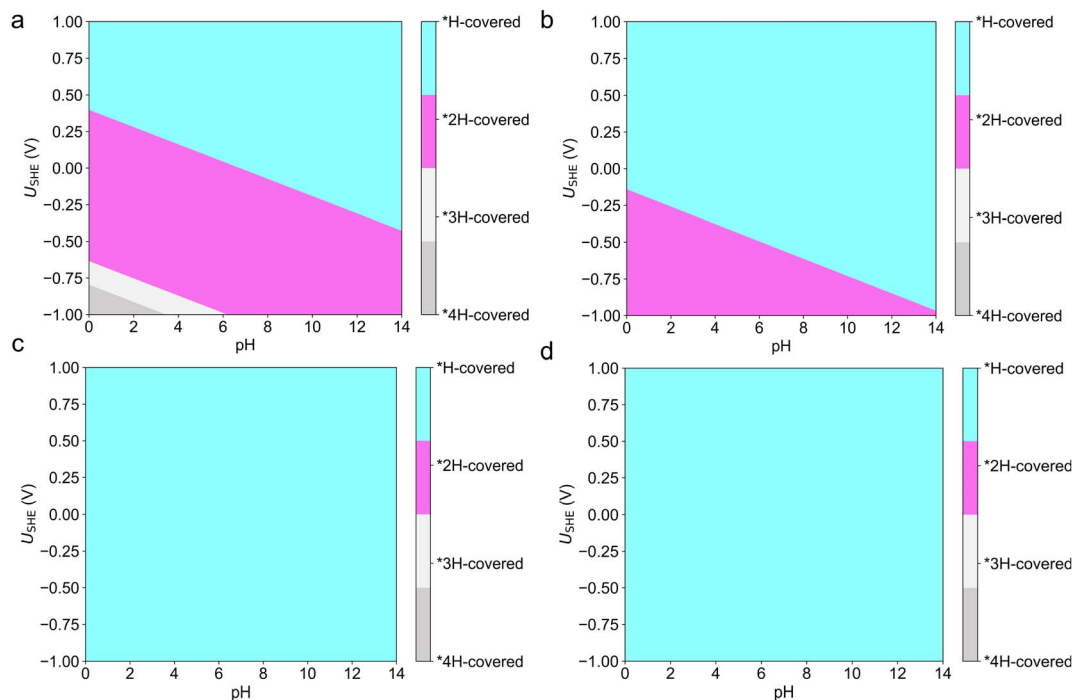 a
1.00
0.75
0.50
0.25
0.00
−0.25
−0.50
−0.75
−1.00
USHE (V)
0 2 4 6 8 10 12 14
pH
*H-covered
*2H-covered
*3H-covered
*4H-covered
b
1.00
0.75
0.50
0.25
0.00
−0.25
−0.50
−0.75
−1.00
USHE (V)
0 2 4 6 8 10 12 14
pH
*H-covered
*2H-covered
*3H-covered
*4H-covered
c
1.00
0.75
0.50
0.25
0.00
−0.25
−0.50
−0.75
−1.00
USHE (V)
0 2 4 6 8 10 12 14
pH
*H-covered
*2H-covered
*3H-covered
*4H-covered
d
1.00
0.75
0.50
0.25
0.00
−0.25
−0.50
−0.75
−1.00
USHE (V)
0 2 4 6 8 10 12 14
pH
*H-covered
*2H-covered
*3H-covered
*4H-covered